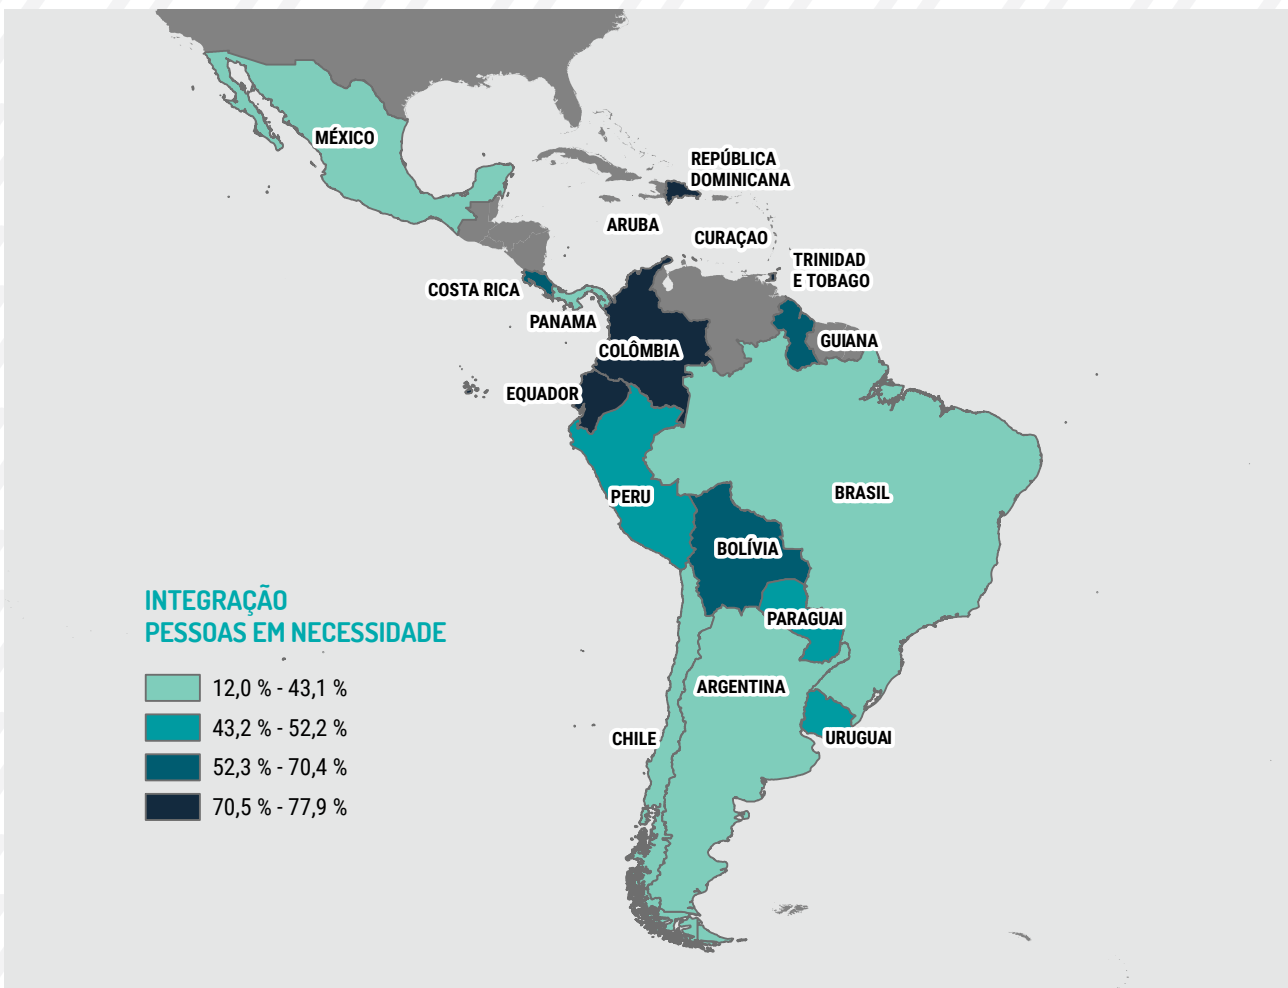 MÉXICO
REPÚBLICA
DOMINICANA
ARUBA
CURAÇAO
TRINIDAD
E TOBAGO
COSTA RICA
PANAMA
GUIANA
COLÔMBIA
EQUADOR
PERU
BRASIL
BOLÍVIA
PARAGUAI
ARGENTINA
CHILE
URUGUAI
INTEGRAÇÃO
PESSOAS EM NECESSIDADE
12,0 % - 43,1 %
43,2 % - 52,2 %
52,3 % - 70,4 %
70,5 % - 77,9 %